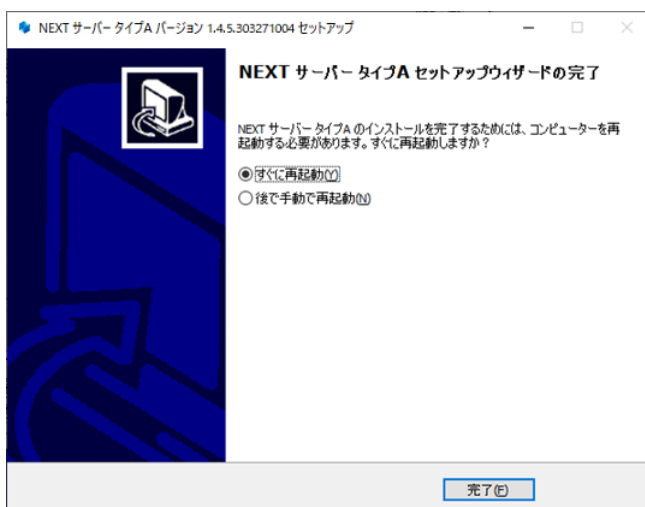 NEXT サーバー タイプA バージョン 1.4.5.303271004 セットアップ
NEXT サーバー タイプA セットアップウィザードの完了
NEXT サーバー タイプA のインストールを完了するためには、コンピューターを再
起動する必要があります。すぐに再起動しますか？
すぐに再起動(Y)
後で手動で再起動(N)
完了(F)